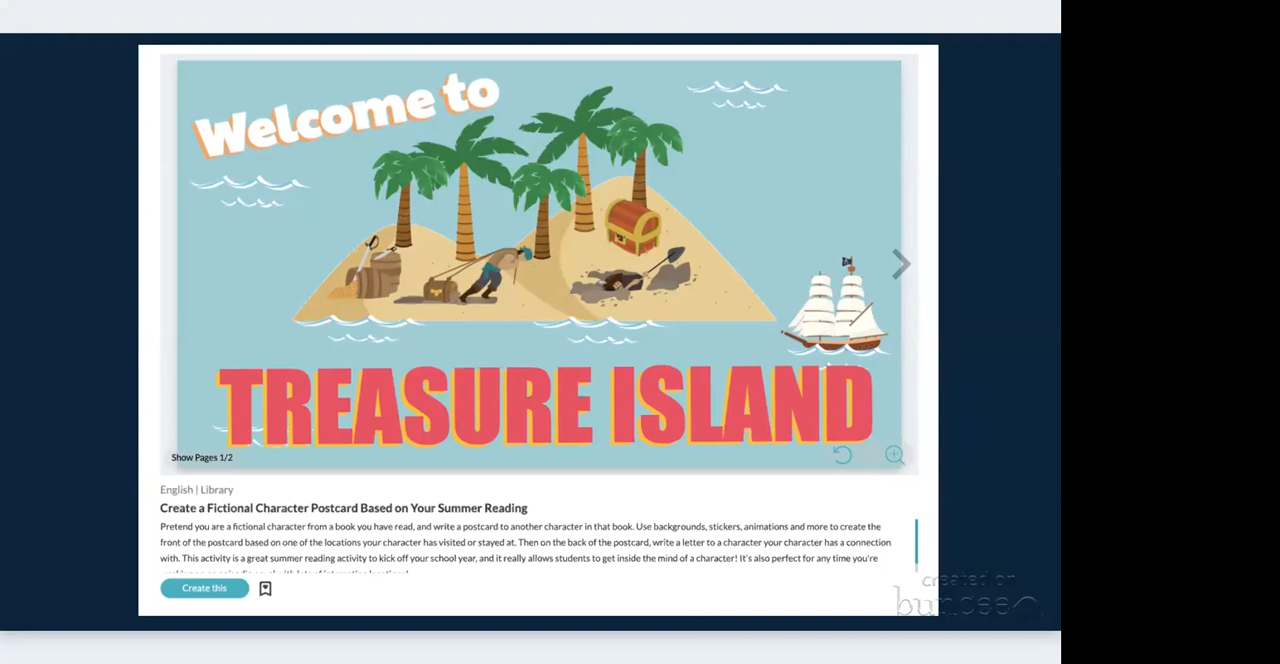 Welcome to
TREASURE ISLAND
Show Pages 1/2
English | Library
Create a Fictional Character Postcard Based on Your Summer Reading
Pretend you are a fictional character from a book you have read, and write a postcard to another character in that book. Use backgrounds, stickers, animations and more to create the
front of the postcard based on one of the locations your character has visited or stayed at. Then on the back of the postcard, write a letter to a character your character has a connection
with. This activity is a great summer reading activity to kick off your school year, and it really allows students to get inside the mind of a character! It's also perfect for any time you're
Create this
created on
buncee